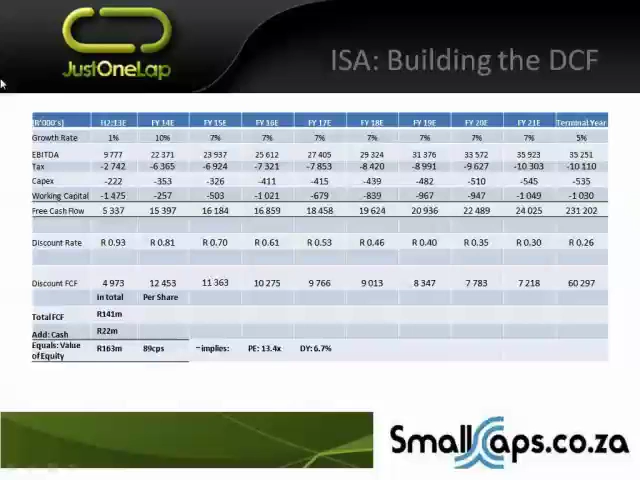 JustOneLap
ISA: Building the DCF
[R'000's] H2:13E FY 14E FY 15E FY 16E FY 17E FY 18E FY 19E FY 20E FY 21E Terminal Year
Growth Rate 1% 10% 7% 7% 7% 7% 7% 7% 7% 5%
EBITDA 9 777 22 371 23 937 25 612 27 405 29 324 31 376 33 572 35 923 35 251
Tax -2 742 -6 365 -6 924 -7 321 -7 853 -8 420 -8 991 -9 627 -10 303 -10 110
Capex -222 -353 -326 -411 -415 -439 -482 -510 -545 -535
Working Capital -1 475 -257 -503 -1 021 -679 -839 -967 -947 -1 049 -1 030
Free Cash Flow 5 337 15 397 16 184 16 859 18 458 19 624 20 936 22 489 24 025 231 202
Discount Rate R 0.93 R 0.81 R 0.70 R 0.61 R 0.53 R 0.46 R 0.40 R 0.35 R 0.30 R 0.26
Discount FCF 4 973 12 453 11 363 10 275 9 766 9 013 8 347 7 783 7 218 60 297
In total Per Share
Total FCF R141m
Add: Cash R22m
Equals: Value of Equity R163m 89cps ~implies: PE: 13.4x DY: 6.7%
SmallCaps.co.za